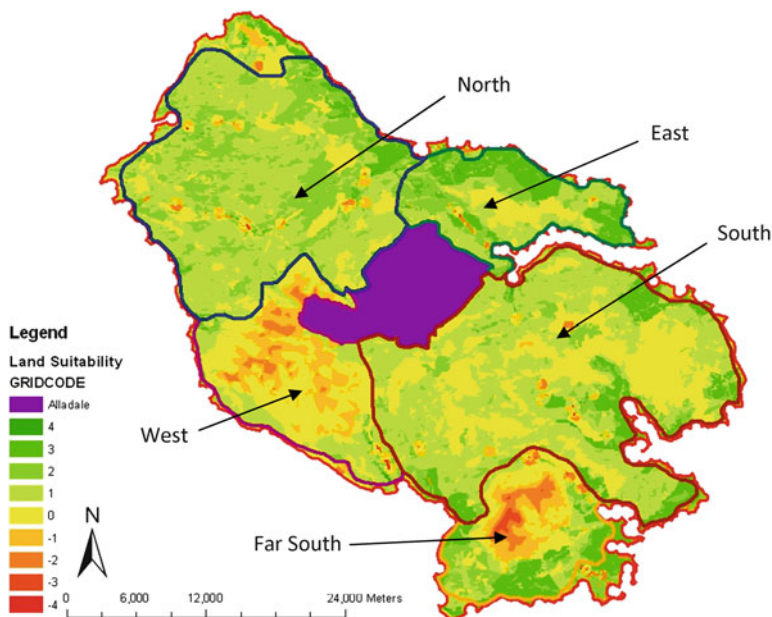 North
East
South
West
Far South
Legend
Land Suitability
GRIDCODE
Alladale
4
3
2
1
0
-1
-2
-3
-4
N
0 6,000 12,000 24,000 Meters